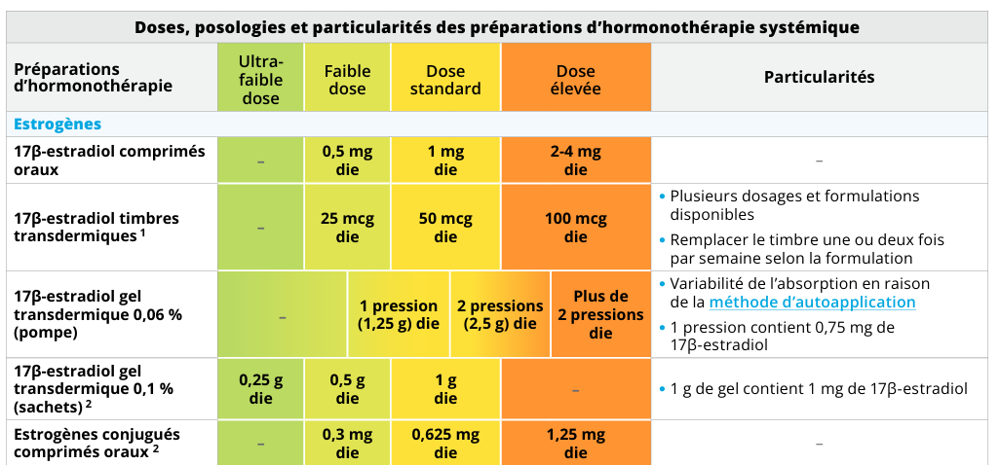 Doses, posologies et particularités des préparations d’hormonothérapie systémique
Préparations
d’hormonothérapie
Ultra-
faible
dose
Faible
dose
Dose
standard
Dose
élevée
Particularités
Estrogènes
17β-estradiol comprimés
oraux
–
0,5 mg
die
1 mg
die
2-4 mg
die
–
17β-estradiol timbres
transdermiques 1
–
25 mcg
die
50 mcg
die
100 mcg
die
• Plusieurs dosages et formulations
disponibles
• Remplacer le timbre une ou deux fois
par semaine selon la formulation
17β-estradiol gel
transdermique 0,06 %
(pompe)
–
1 pression
(1,25 g) die
2 pressions
(2,5 g) die
Plus de
2 pressions
die
• Variabilité de l’absorption en raison
de la méthode d’autoapplication
• 1 pression contient 0,75 mg de
17β-estradiol
17β-estradiol gel
transdermique 0,1 %
(sachets) 2
0,25 g
die
0,5 g
die
1 g
die
–
• 1 g de gel contient 1 mg de 17β-estradiol
Estrogènes conjugués
comprimés oraux 2
–
0,3 mg
die
0,625 mg
die
1,25 mg
die
–